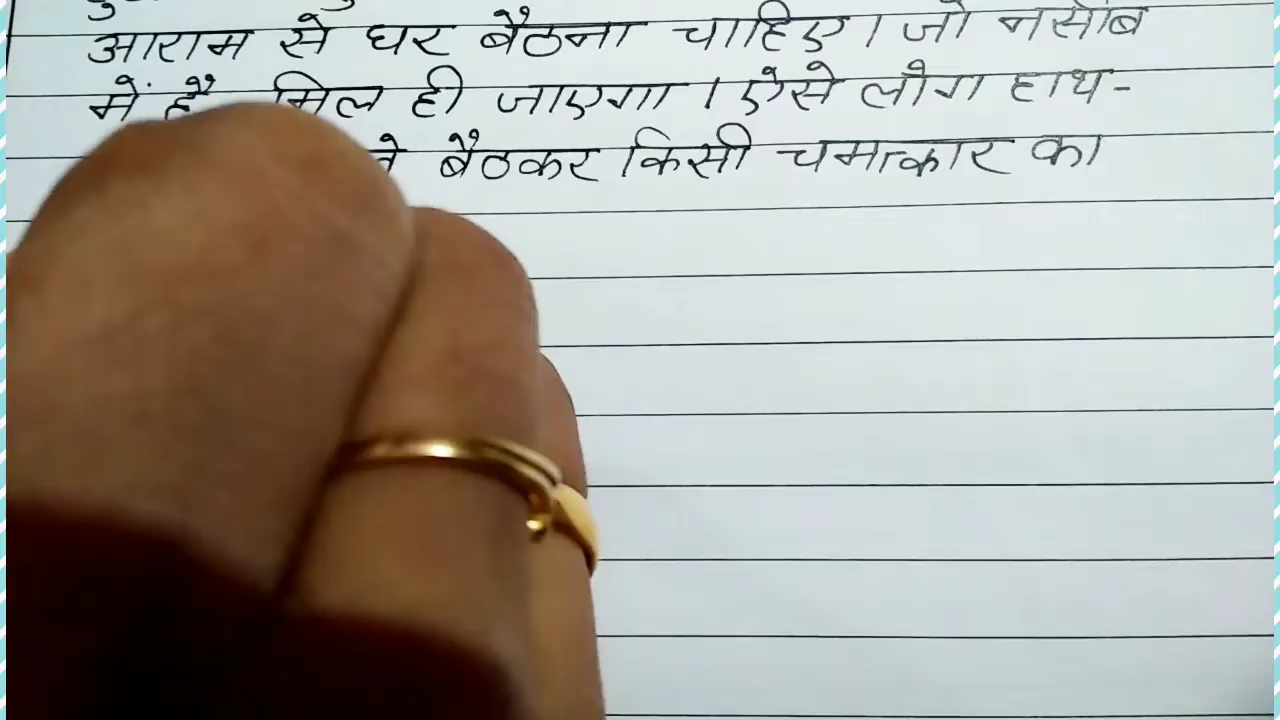 आराम से घर बैठना चाहिए। जो नसीब
में है मिल ही जाएगा। ऐसे लोग हाथ-
बैठकर किसी चमत्कार का